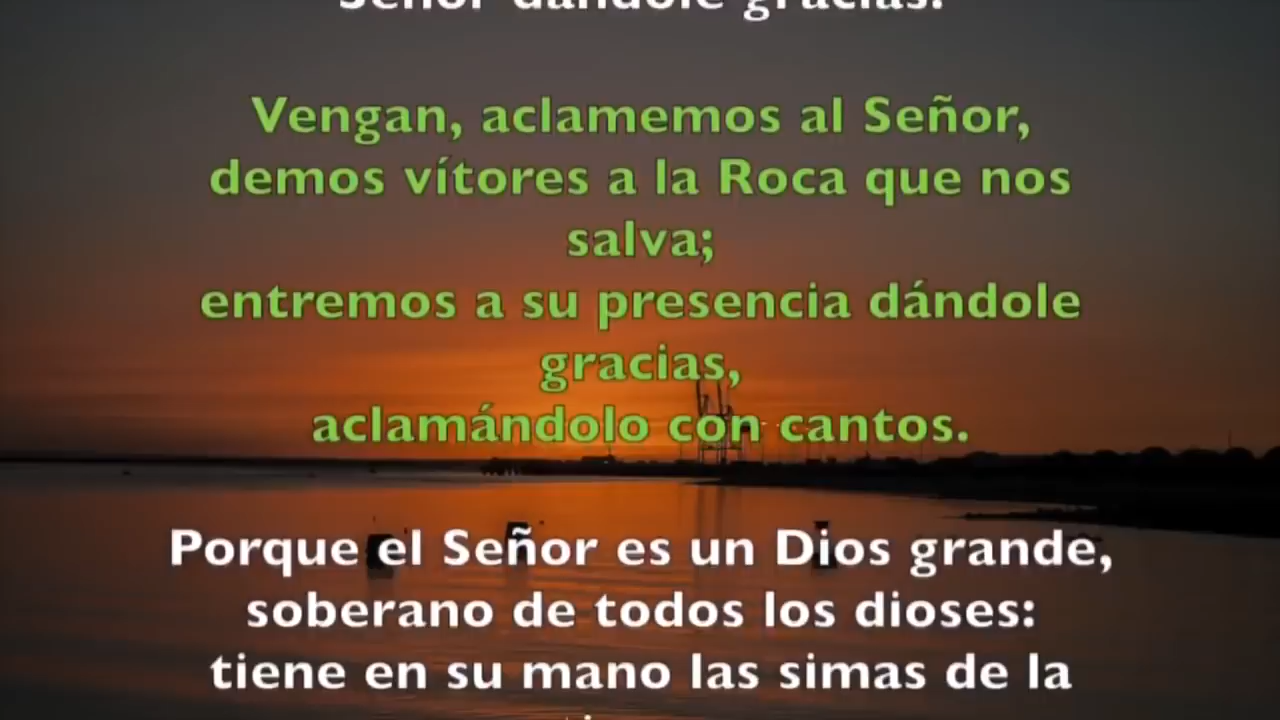 Señor dándole gracias.
Vengan, aclamemos al Señor,
demos vítores a la Roca que nos
salva;
entremos a su presencia dándole
gracias,
aclamándolo con cantos.
Porque el Señor es un Dios grande,
soberano de todos los dioses:
tiene en su mano las simas de la